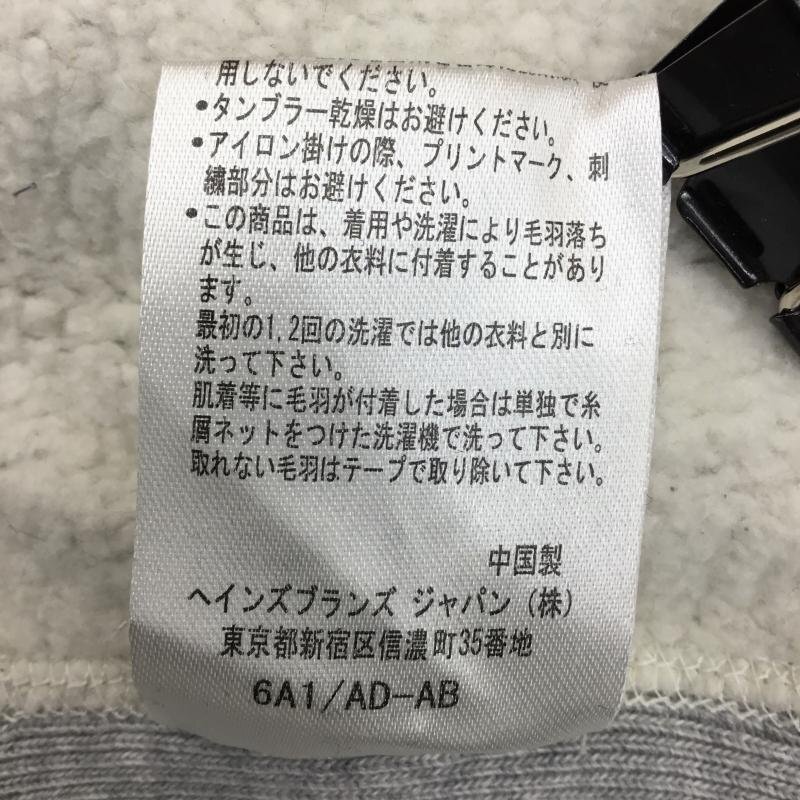 用しないでください。
•タンブラー乾燥はお避けください。
•アイロン掛けの際、プリントマーク、刺
繍部分はお避けください。
•この商品は、着用や洗濯により毛羽落ち
が生じ、他の衣料に付着することがあり
ます。
最初の1,2回の洗濯では他の衣料と別に
洗って下さい。
肌着等に毛羽が付着した場合は単独で糸
屑ネットをつけた洗濯機で洗って下さい。
取れない毛羽はテープで取り除いて下さい。
中国製
ヘインズブランズ ジャパン(株)
東京都新宿区信濃町35番地
6A1/AD-AB